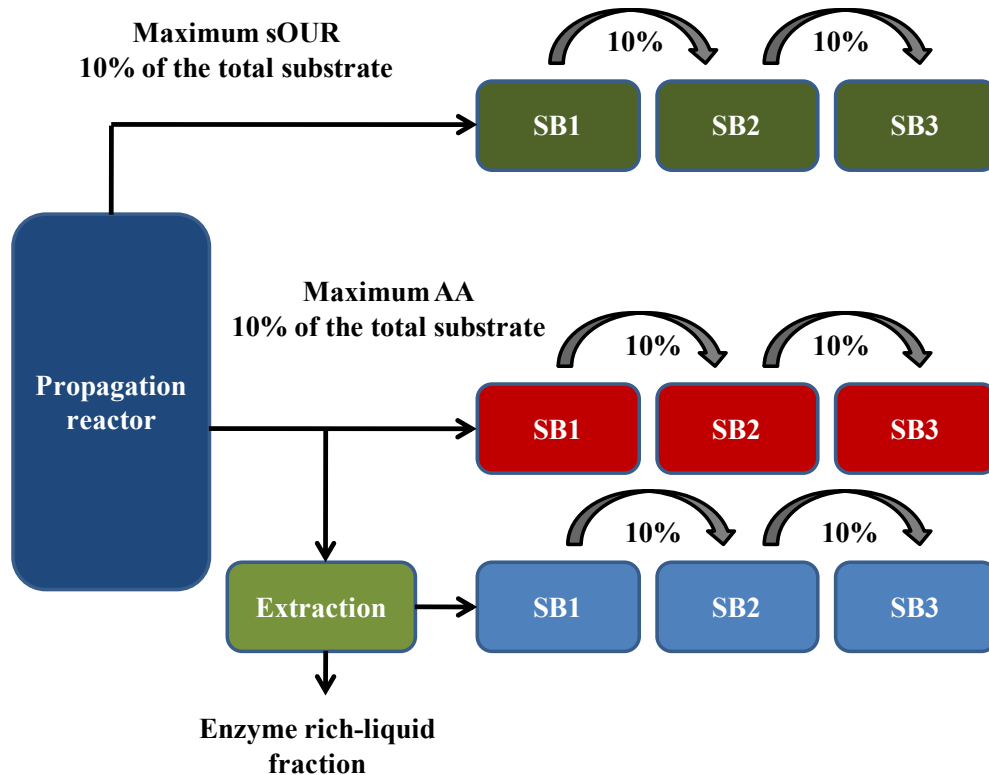 Maximum sOUR
10% of the total substrate
10%
10%
SB1
SB2
SB3
Propagation
reactor
Maximum AA
10% of the total substrate
10%
10%
SB1
SB2
SB3
10%
10%
Extraction
SB1
SB2
SB3
Enzyme rich-liquid
fraction